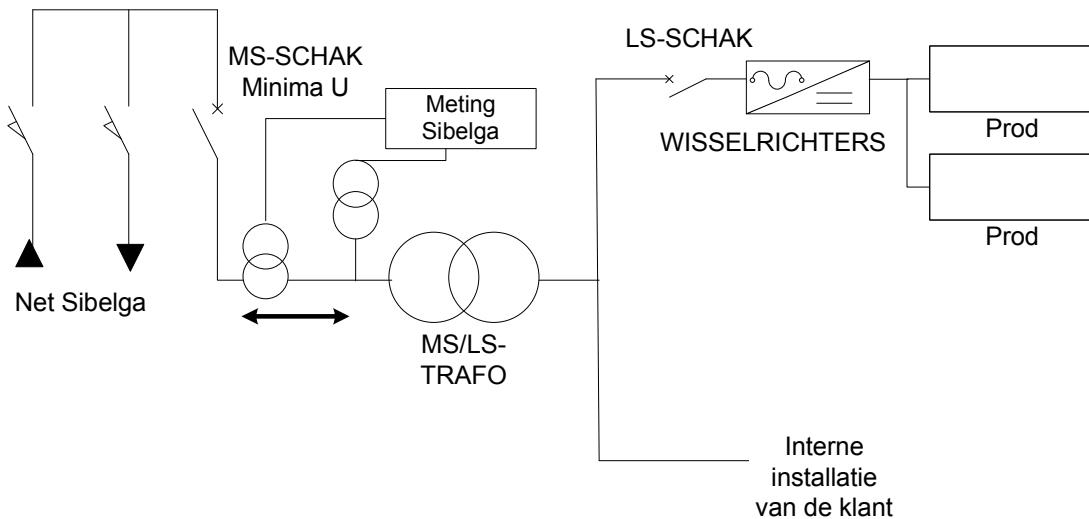 MS-SCHAK
Minima U
Meting
Sibelga
LS-SCHAK
WISSELRICHTERS
Prod
Prod
Net Sibelga
MS/LS-
TRAFO
Interne
installatie
van de klant